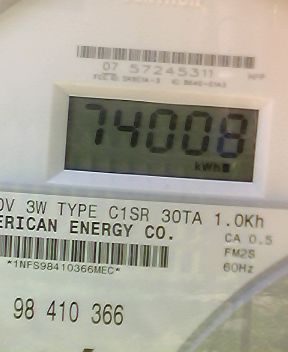 07 57245311
74008
kWh
0V 3W TYPE C1SR 30TA 1.0Kh
ERICAN ENERGY CO.
CA 0.5
FM2S
*1NFS98410366MEC*
60Hz
98 410 366